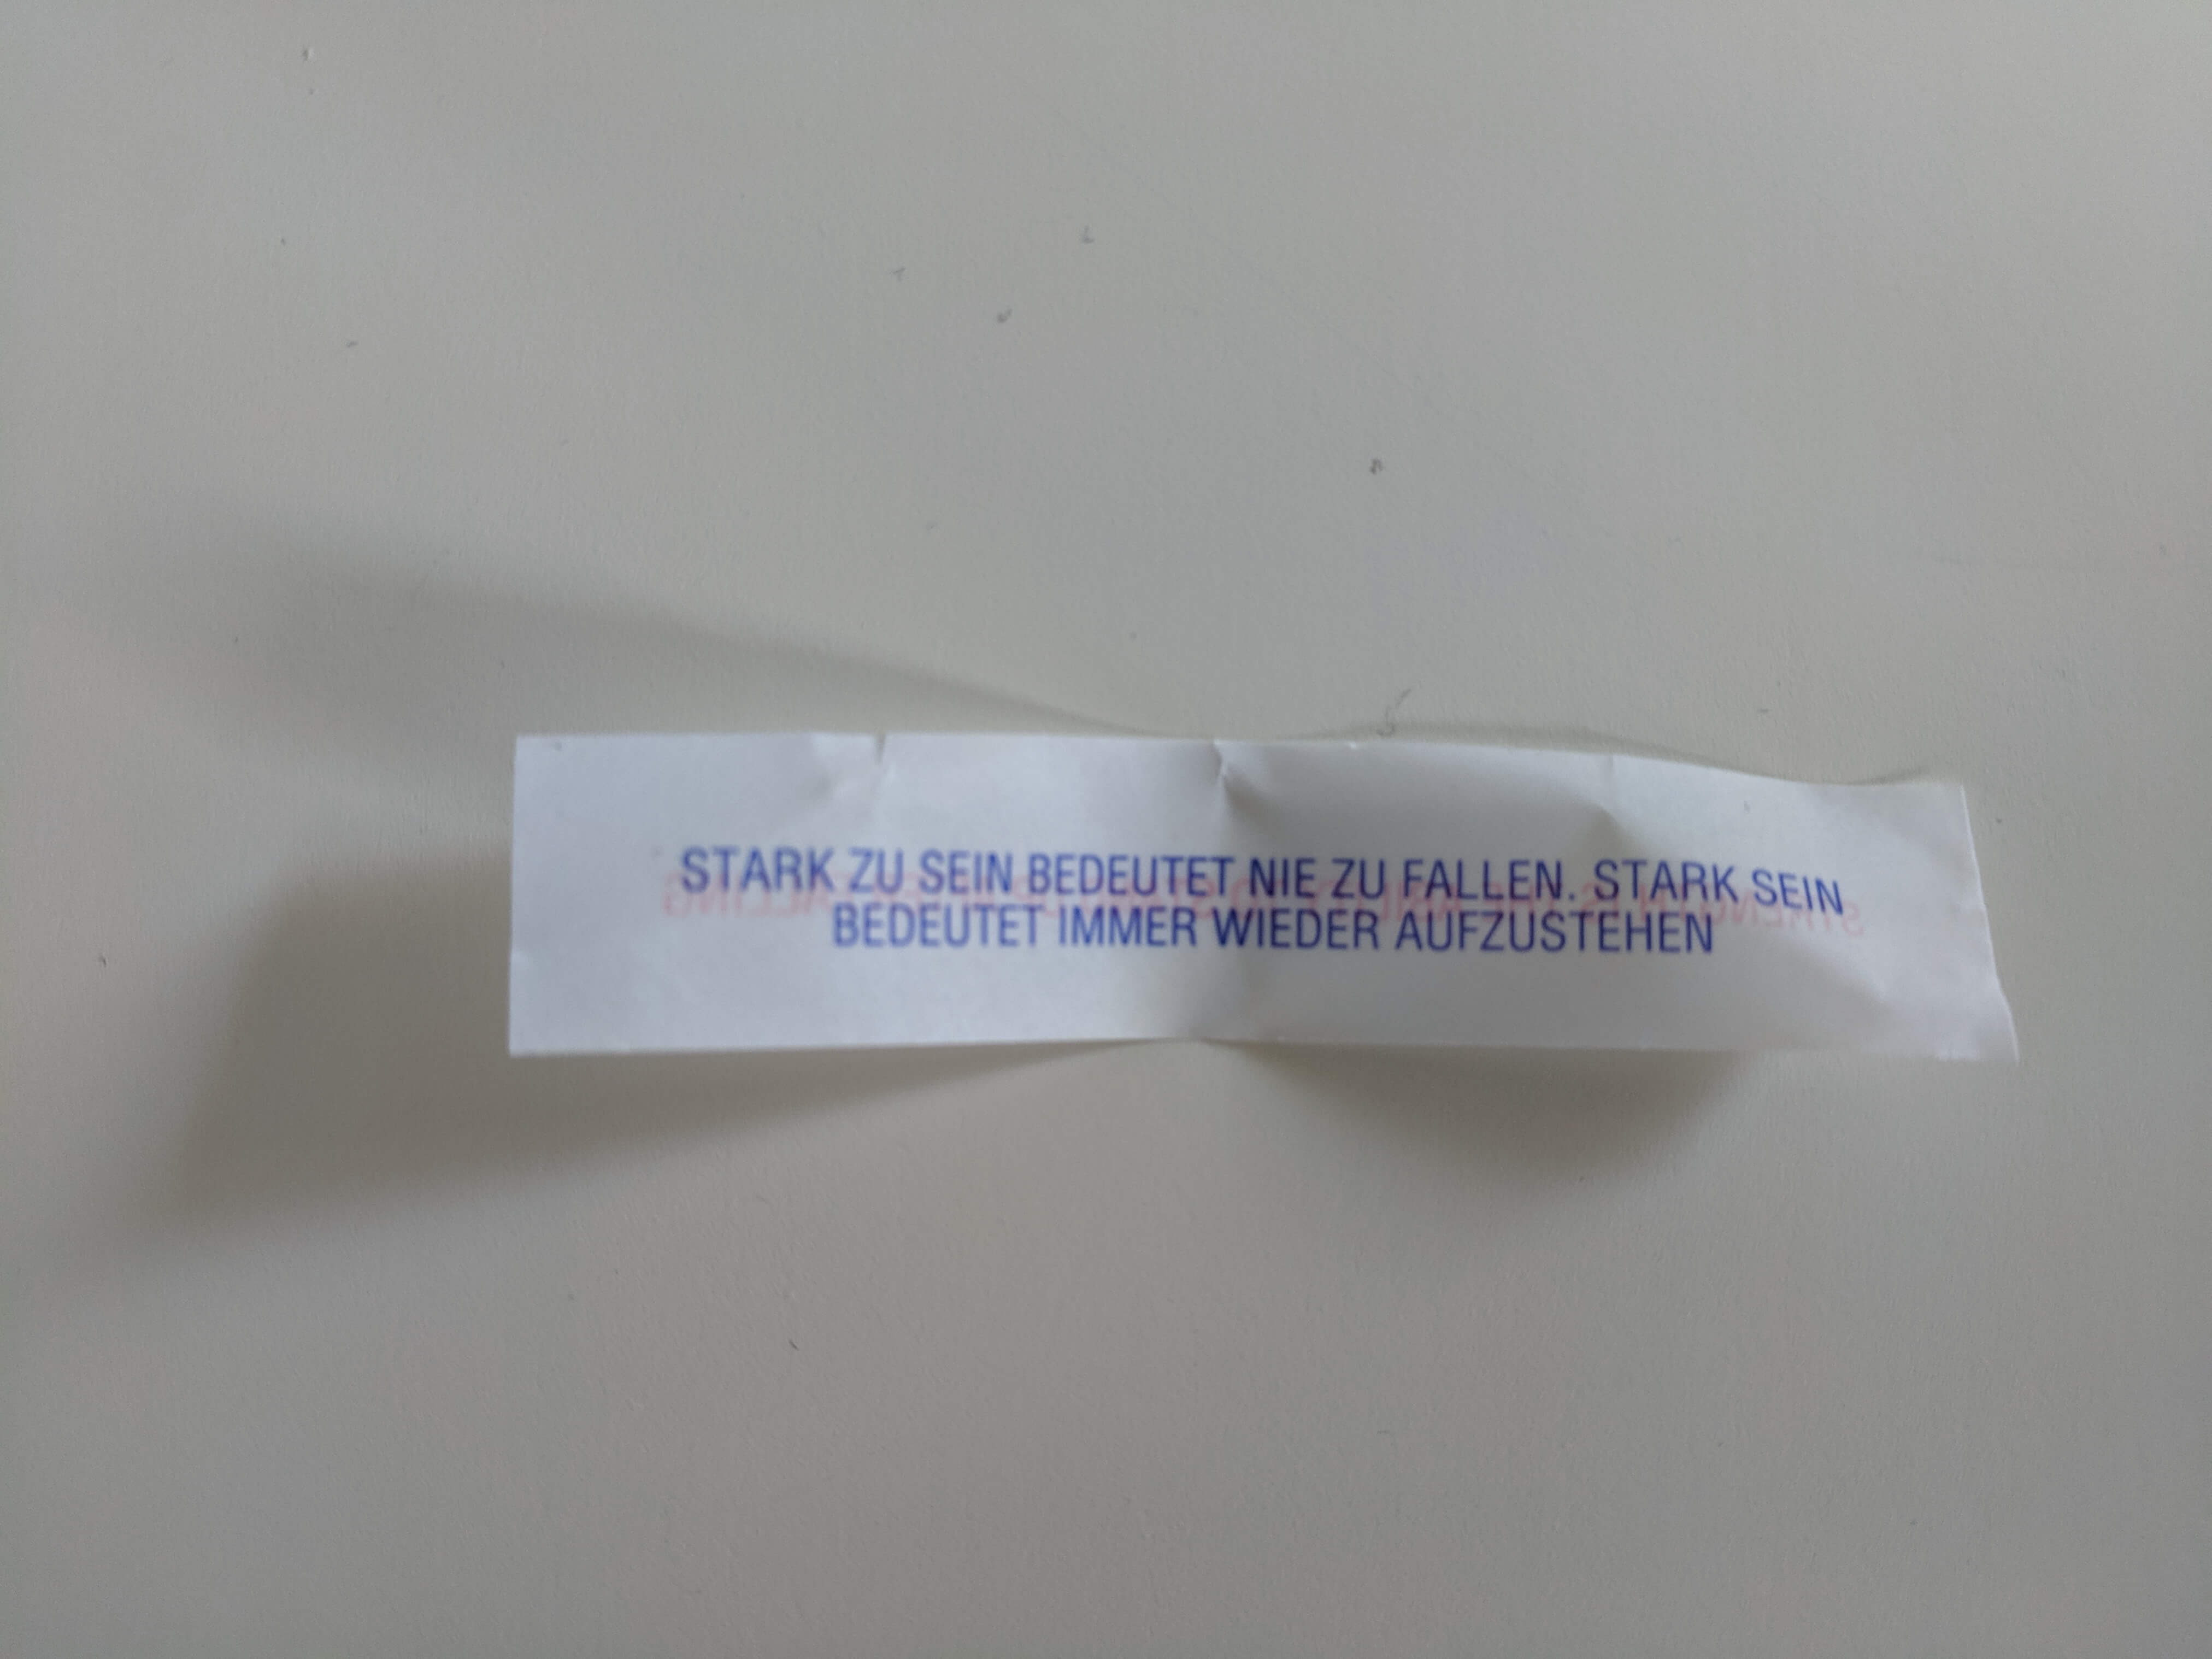 STARK ZU SEIN BEDEUTET NIE ZU FALLEN. STARK SEIN
BEDEUTET IMMER WIEDER AUFZUSTEHEN